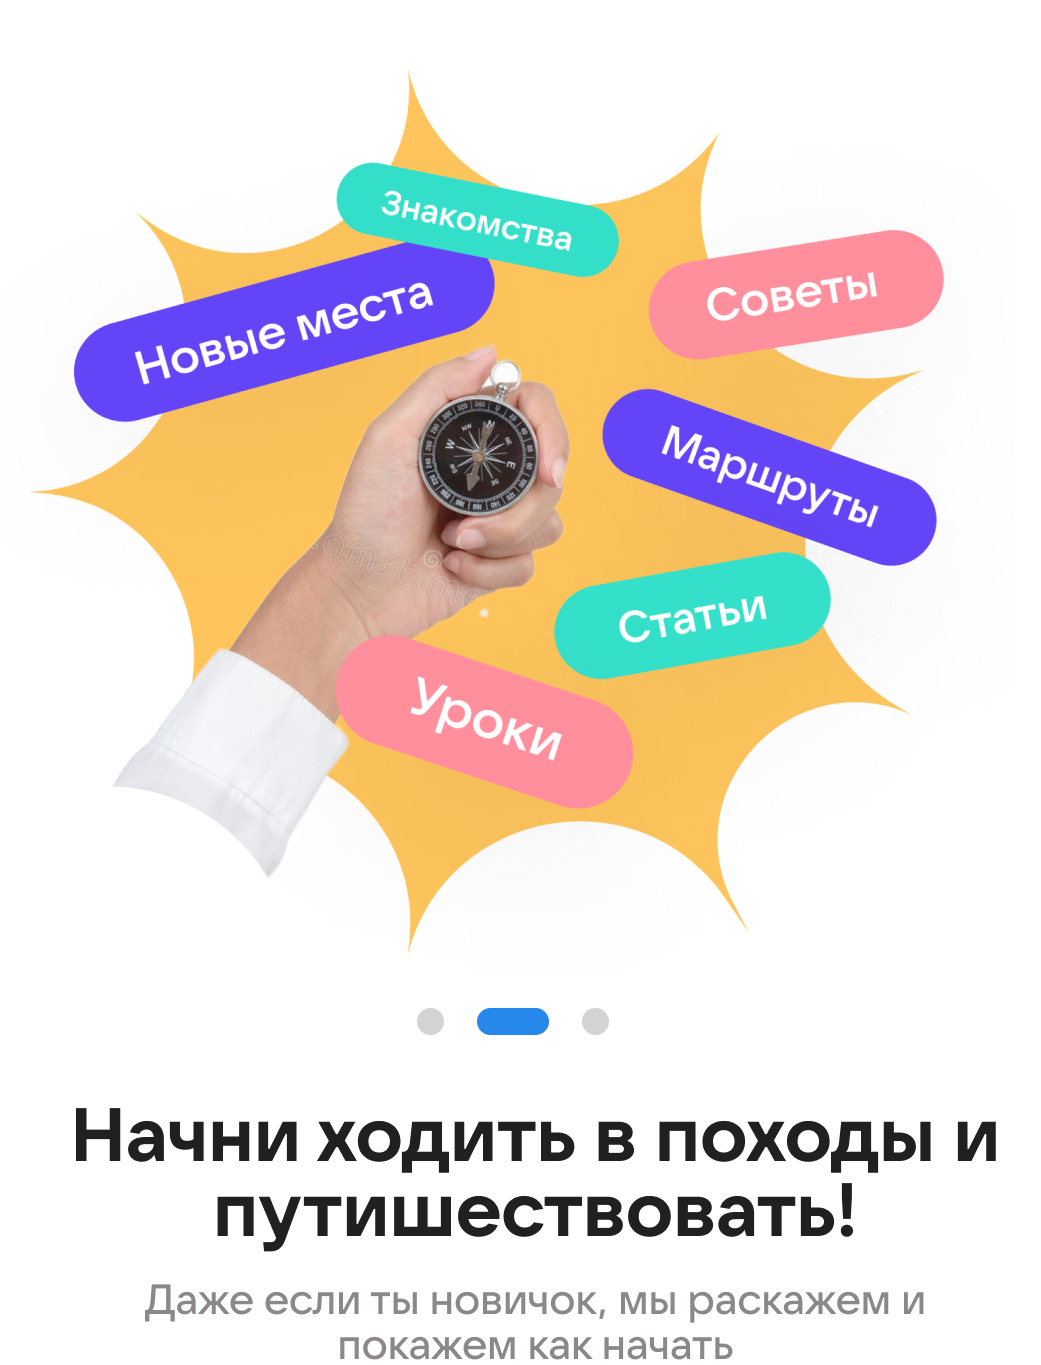 Знакомства
Новые места
Советы
Маршруты
Статьи
Уроки
Начни ходить в походы и
путишествовать!
Даже если ты новичок, мы раскажем и
покажем как начать